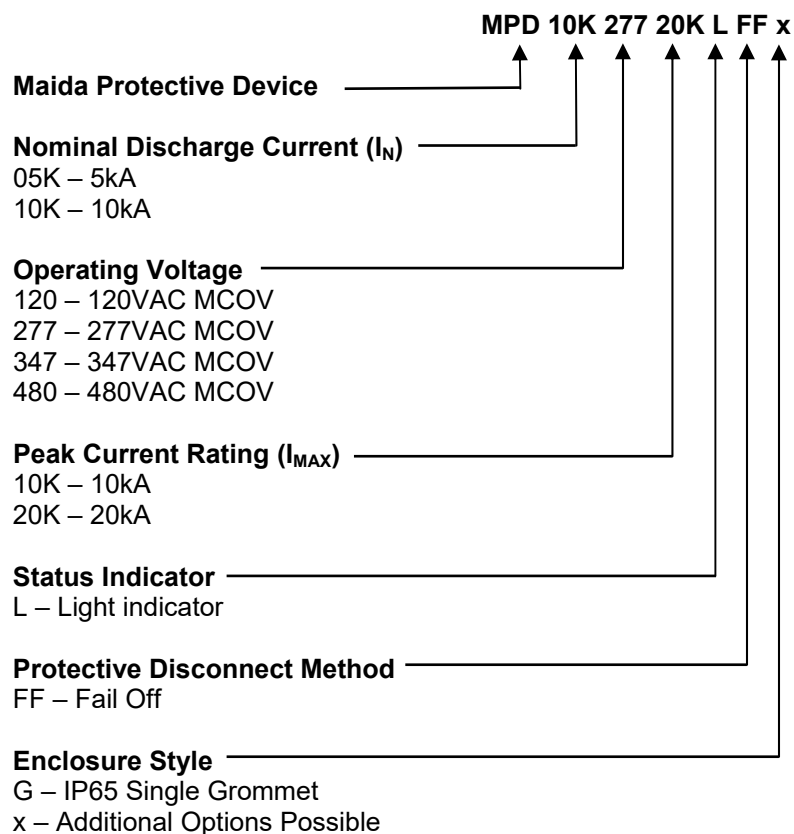 MPD 10K 277 20K L FF x
Maida Protective Device
Nominal Discharge Current (IN)
05K – 5kA
10K – 10kA
Operating Voltage
120 – 120VAC MCOV
277 – 277VAC MCOV
347 – 347VAC MCOV
480 – 480VAC MCOV
Peak Current Rating (IMAX)
10K – 10kA
20K – 20kA
Status Indicator
L – Light indicator
Protective Disconnect Method
FF – Fail Off
Enclosure Style
G – IP65 Single Grommet
x – Additional Options Possible